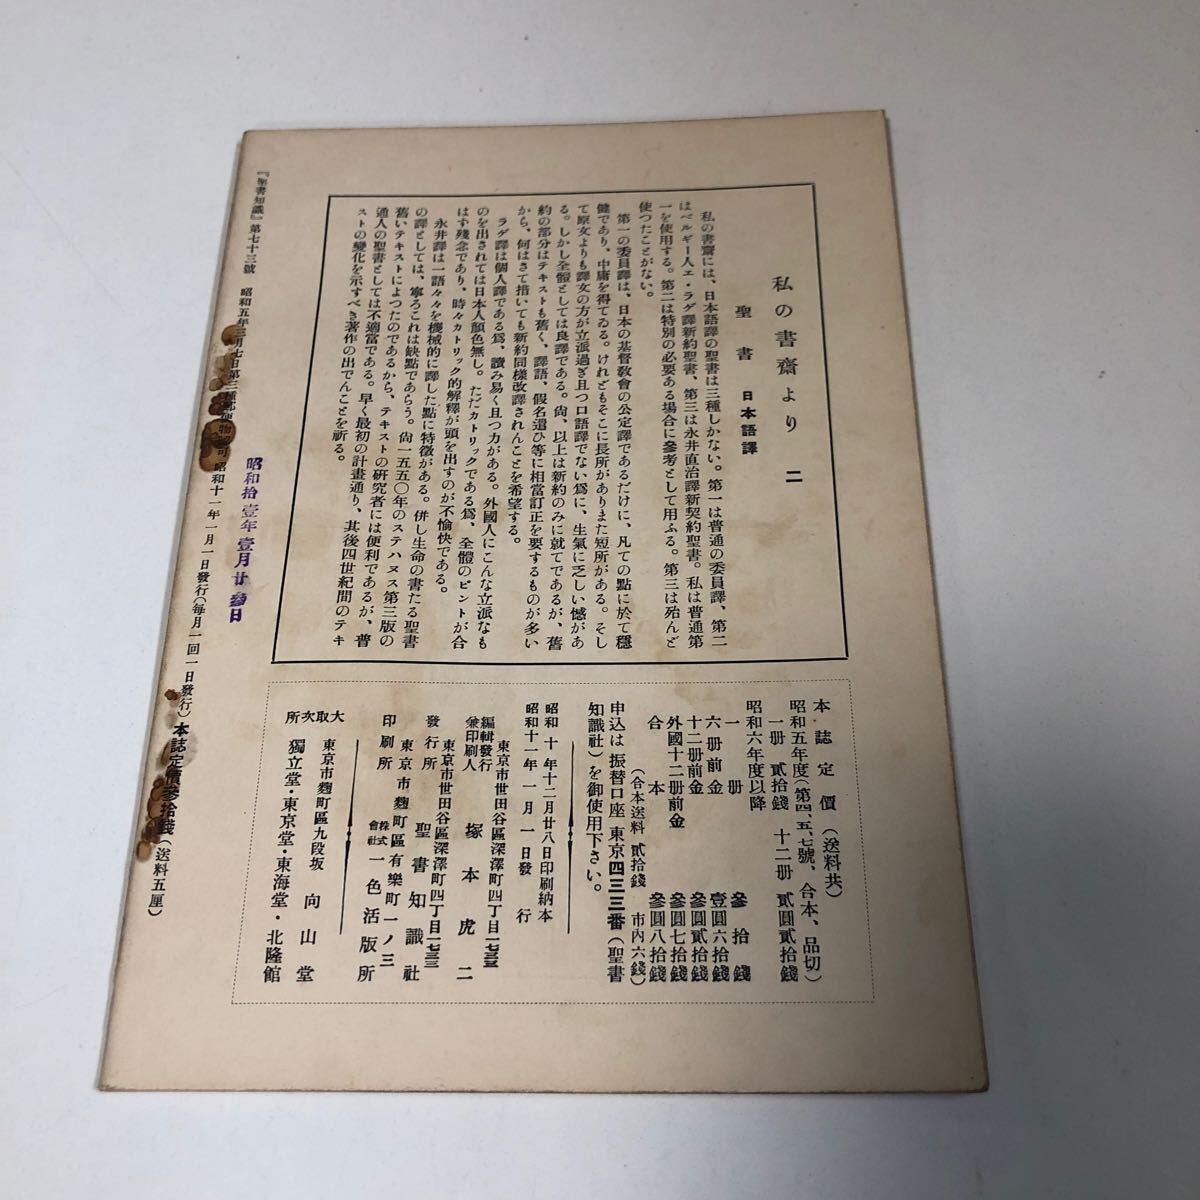 私の書齋より 二
聖書 日本語譯
私の書齋には、日本語譯の聖書は三種しかない。第一は普通の委員譯、第二
はベルギー人エ・ラゲ譯新約聖書、第三は永井直治譯新契約聖書。私は普通第
一を使用する。第二は特別の必要ある場合に參考として用ふる。第三は殆んど
使つたことがない。
第一の委員譯は、日本の基督敎會の公定譯であるだけに、凡ての點に於て穩
健であり、中庸を得てゐる。けれどもそこに長所がありまた短所がある。そし
て原文よりも譯文の方が立派過ぎ且つ口語譯でない爲に、生氣に乏しい憾があ
る。しかし全體としては良譯である。尙、以上は新約のみに就てであるが、舊
約の部分はテキストも舊く、譯語、假名遣ひ等に相當訂正を要するものが多い
から、何はさて措いても新約同樣改譯されんことを希望する。
ラゲ譯は個人譯である爲、讀み易く且つ力がある。外國人にこんな立派なも
のを出されては日本人顏色無し。ただカトリックである爲、全體のピントが合
はず殘念であり、時々カトリック的解釋が頭を出すのが不愉快である。
永井譯は一語々々を機械的に譯した點に特徵がある。併し生命の書たる聖書
の譯としては、寧ろこれは缺點であらう。尙一五五〇年のステハヌス第三版の
舊いテキストによつたのであるから、テキストの硏究者には便利であるが、普
通人の聖書としては不適當である。早く最初の計畫通り、其後四世紀間のテキ
ストの變化を示すべき著作の出でんことを祈る。
本誌定價(送料共)
昭和五年度(第四、五、七號、合本、品切)
一册 貳拾錢 十二册 貳圓貳拾錢
昭和六年度以降
一册 參拾錢
六册前金 壹圓六拾錢
十二册前金 參圓貳拾錢
外國十二册前金 參圓七拾錢
合本 參圓八拾錢
(合本送料 貳拾錢 市内六錢)
申込は 振替口座 東京四三三番(聖書
知識社)を御使用下さい。
昭和十年十二月廿八日印刷納本
昭和十一年一月一日發行
東京市世田谷區深澤町四丁目一七三三
編輯發行兼印刷人 塚本虎二
東京市世田谷區深澤町四丁目一七三三
發行所 聖書知識社
東京市麴町區有樂町一ノ三
印刷所 株式會社一色活版所
東京市麴町區九段坂 向山堂
大取次所 獨立堂・東京堂・東海堂・北隆館
昭和拾壹年壹月廿參日
『聖書知識』第七十三號 昭和五年三月七日第三種郵便物認可 昭和十一年一月一日發行(每月一回一日發行) 本誌定價參拾錢(送料五厘)